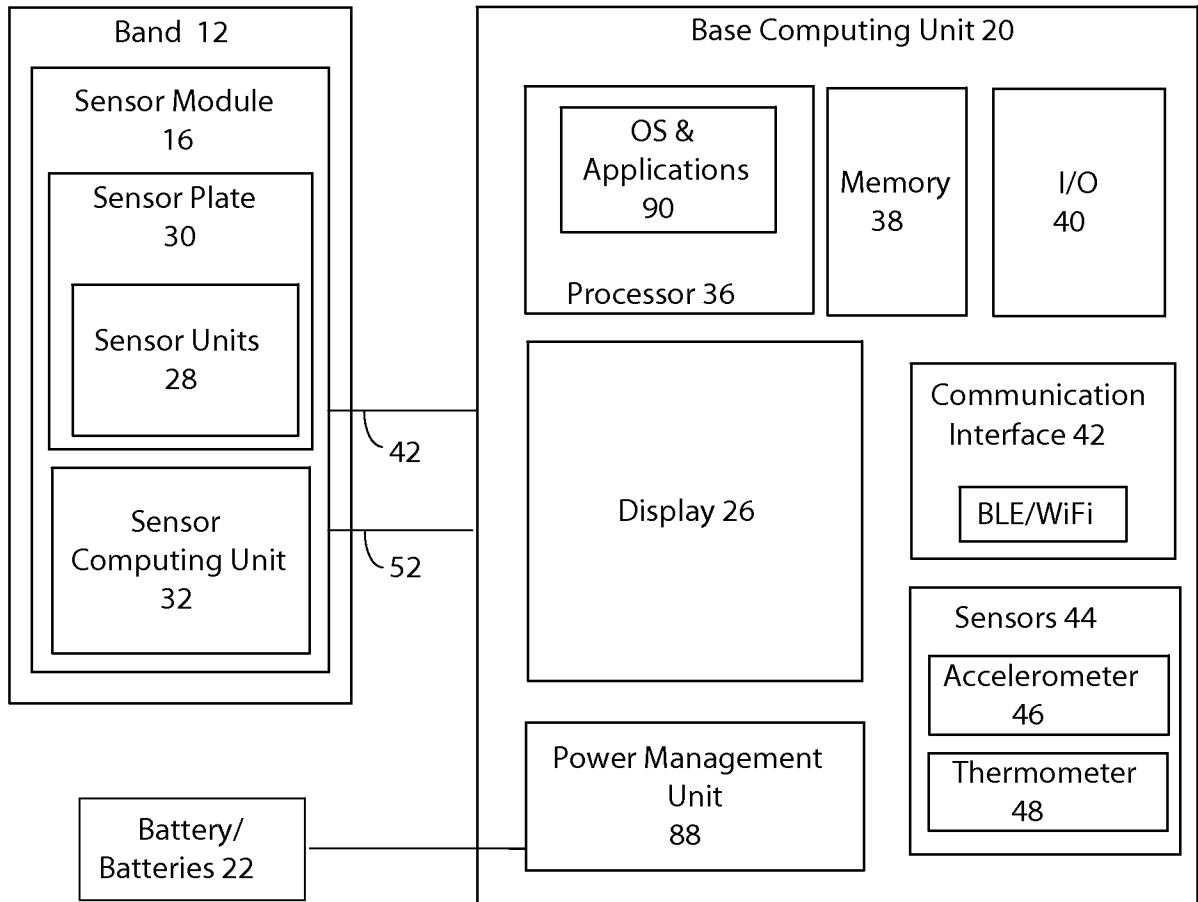 Band 12
Sensor Module
16
Sensor Plate
30
Sensor Units
28
Sensor
Computing Unit
32
42
52
Battery/
Batteries 22
Base Computing Unit 20
OS &
Applications
90
Processor 36
Memory
38
I/O
40
Display 26
Communication
Interface 42
BLE/WiFi
Sensors 44
Accelerometer
46
Thermometer
48
Power Management
Unit
88